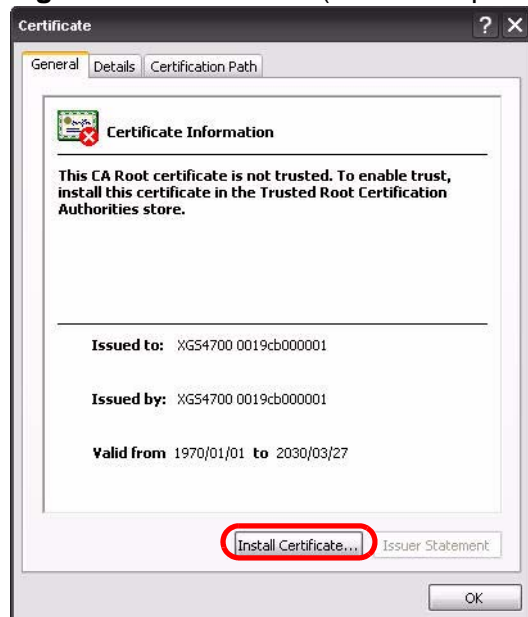 Certificate
General Details Certification Path
Certificate Information
This CA Root certificate is not trusted. To enable trust,
install this certificate in the Trusted Root Certification
Authorities store.
Issued to: XGS4700 0019cb000001
Issued by: XGS4700 0019cb000001
Valid from 1970/01/01 to 2030/03/27
Install Certificate... Issuer Statement
OK